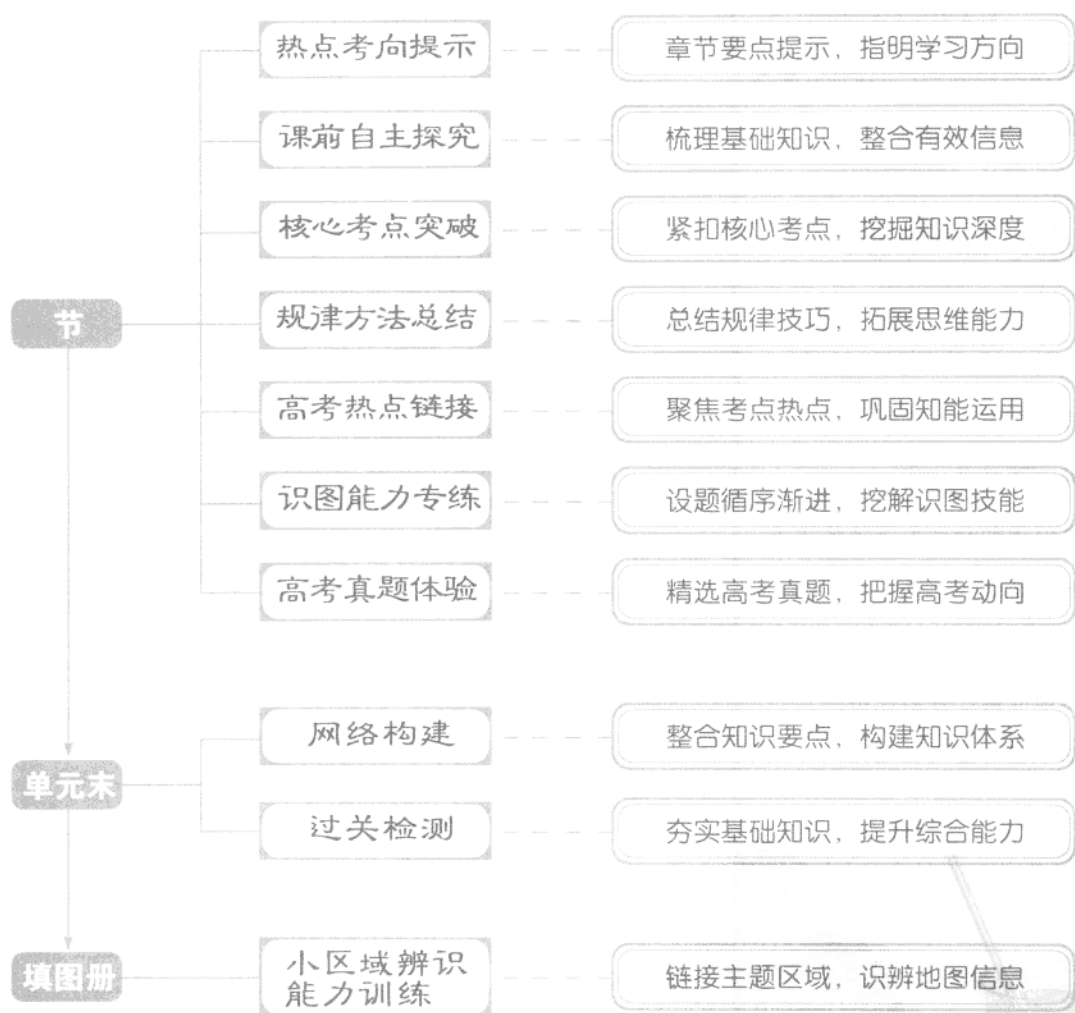 热点考向提示 章节要点提示，指明学习方向
课前自主探究 梳理基础知识，整合有效信息
核心考点突破 紧扣核心考点，挖掘知识深度
节 规律方法总结 总结规律技巧，拓展思维能力
高考热点链接 聚焦考点热点，巩固知能运用
识图能力专练 设题循序渐进，挖解识图技能
高考真题体验 精选高考真题，把握高考动向
网络构建 整合知识要点，构建知识体系
单元末
过关检测 夯实基础知识，提升综合能力
填图册 小区域辨识
能力训练 链接主题区域，识辨地图信息